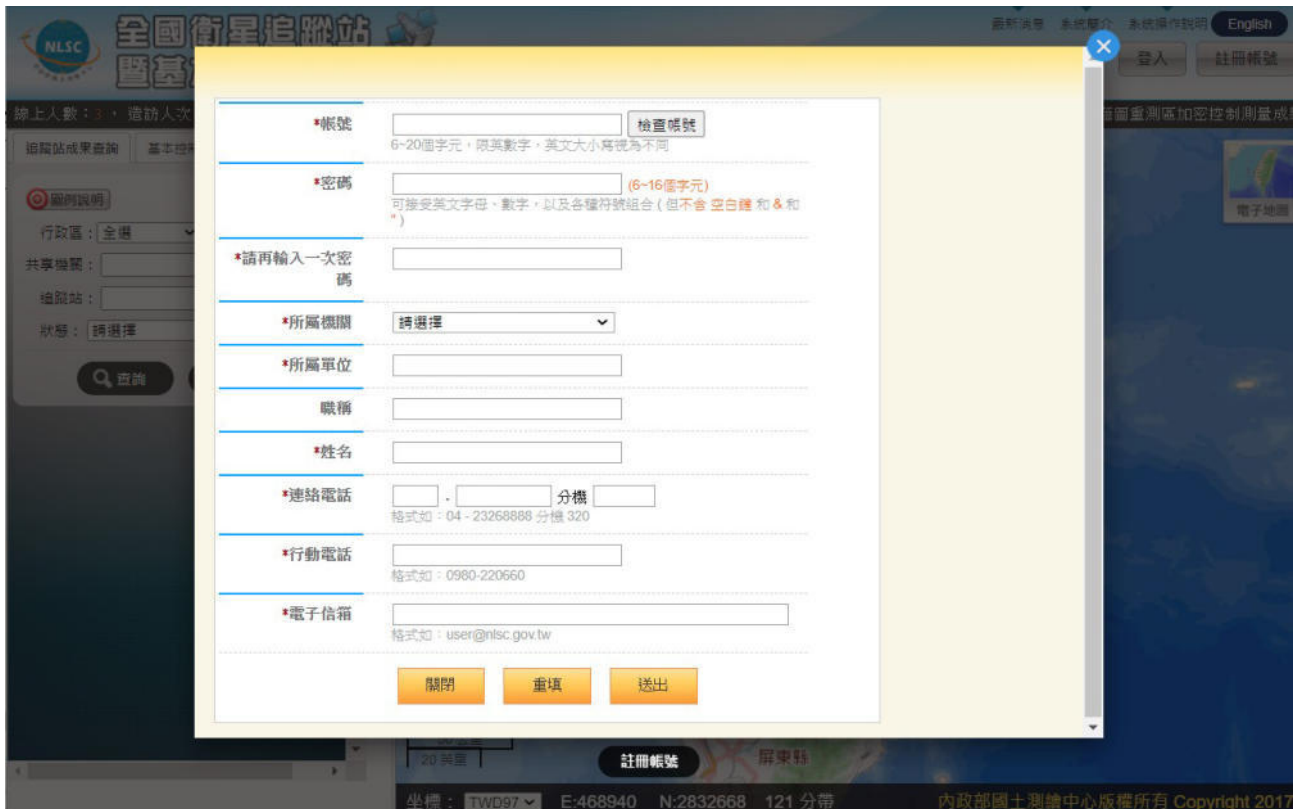 NLSC
全國衛星追蹤站
暨基
最新消息 系統簡介 系統操作說明 English
登入 註冊帳號
線上人數：3， 造訪人次
圖重測區加密控制測量成
追蹤站成果查詢 基本控
圖例說明
行政區： 全選
共享機關：
追蹤站：
狀態： 請選擇
查詢
電子地圖
*帳號 檢查帳號
6~20個字元，限英數字，英文大小寫視為不同
*密碼 (6~16個字元)
可接受英文字母、數字，以及各種符號組合 ( 但不含 空白鍵 和 & 和
" )
*請再輸入一次密
碼
*所屬機關 請選擇
*所屬單位
職稱
*姓名
*連絡電話 - 分機
格式如：04 - 23268888 分機 320
*行動電話
格式如：0980-220660
*電子信箱
格式如：user@nlsc.gov.tw
關閉 重填 送出
20 英里
註冊帳號
屏東縣
坐標： TWD97 E:468940 N:2832668 121 分帶
內政部國土測繪中心版權所有 Copyright 2017